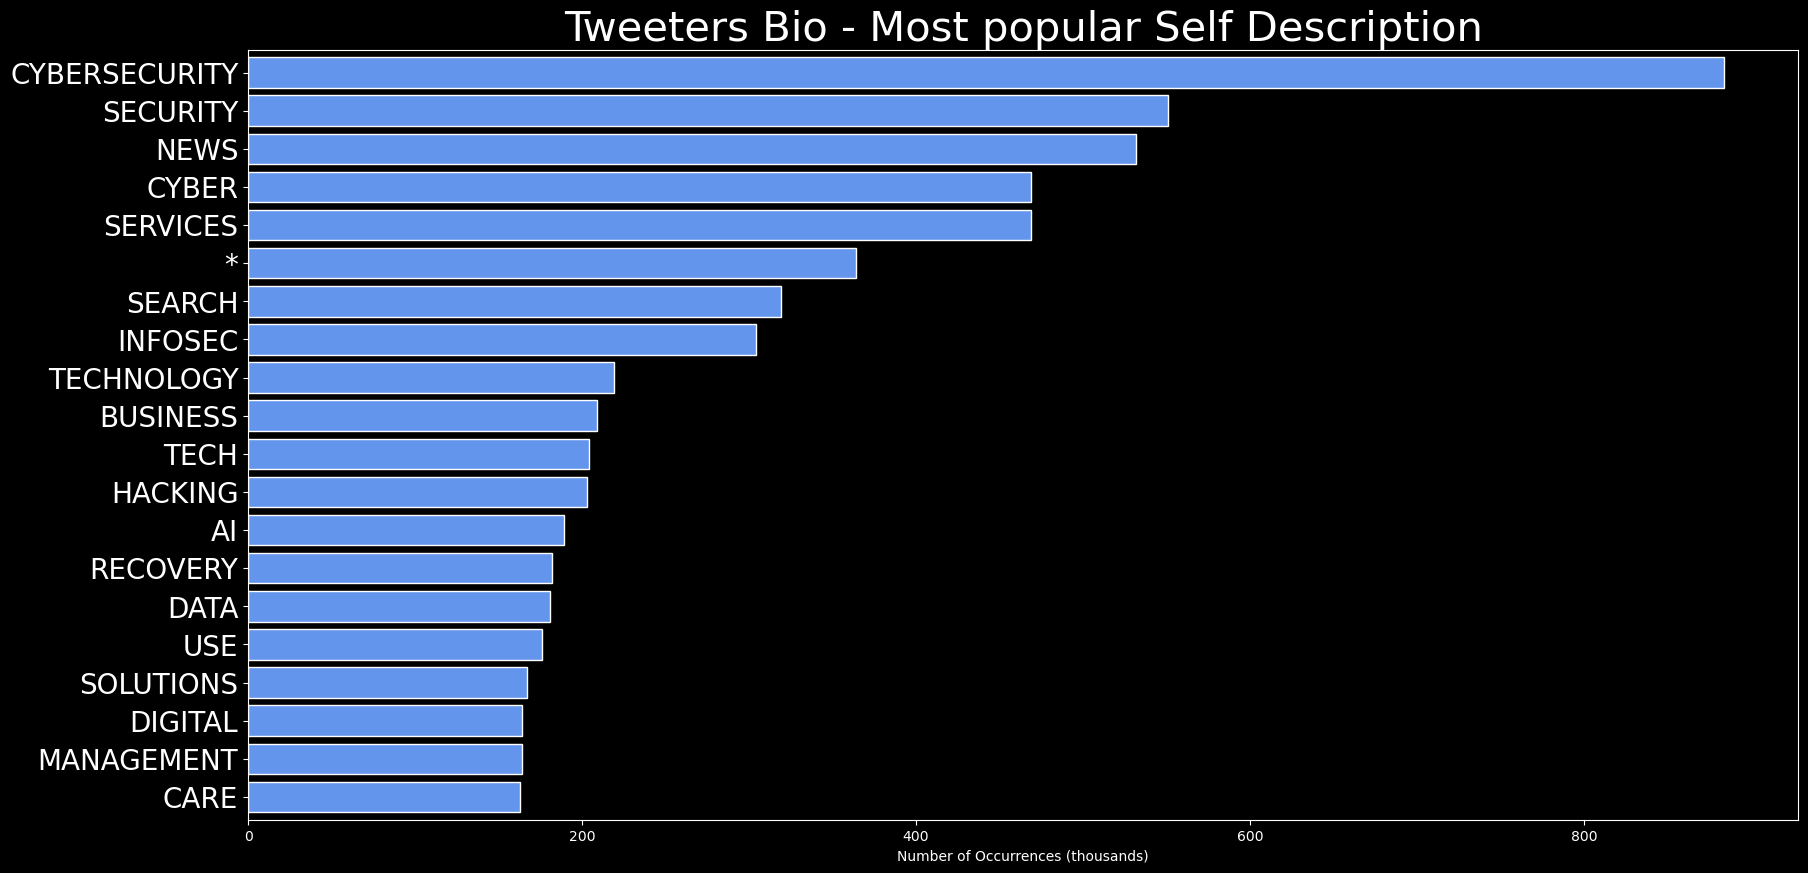 Tweeters Bio - Most popular Self Description
CYBERSECURITY
SECURITY
NEWS
CYBER
SERVICES
*
SEARCH
INFOSEC
TECHNOLOGY
BUSINESS
TECH
HACKING
AI
RECOVERY
DATA
USE
SOLUTIONS
DIGITAL
MANAGEMENT
CARE
0 200 400 600 800
Number of Occurrences (thousands)